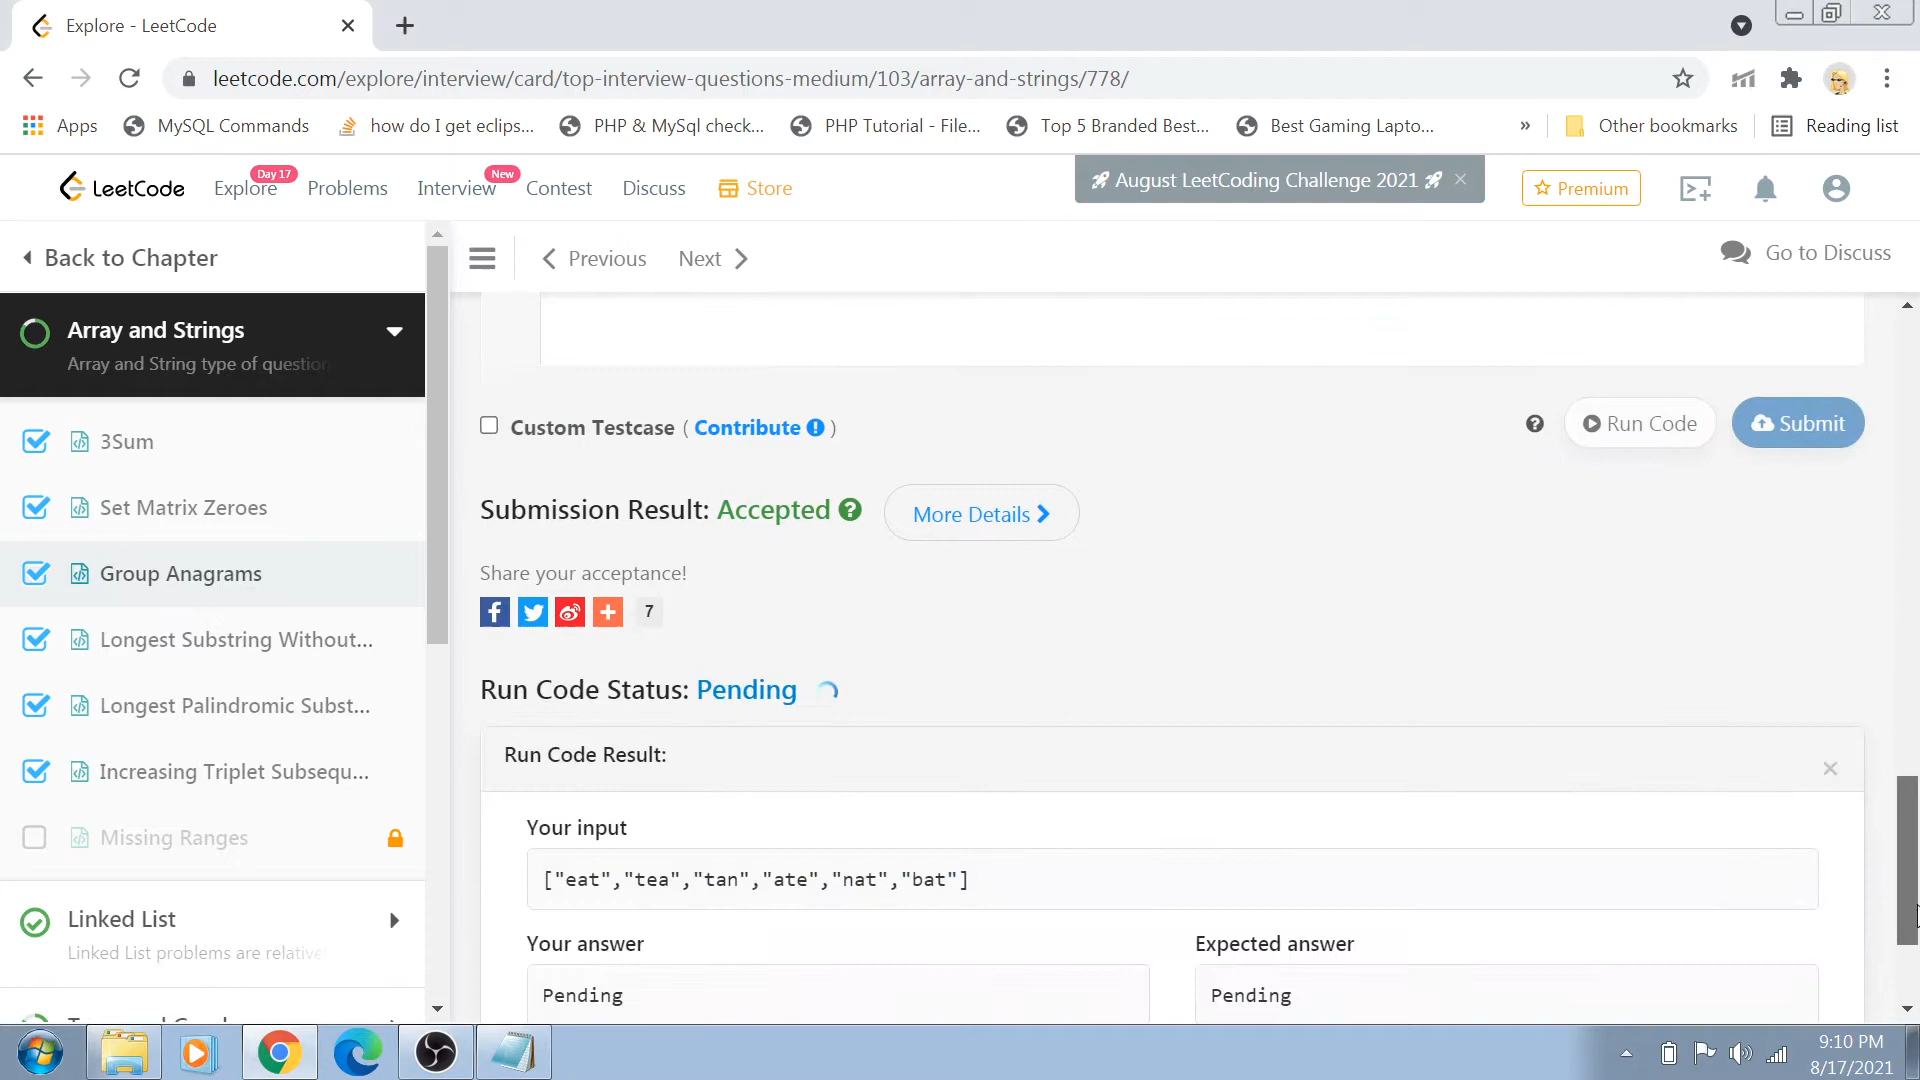 Explore - LeetCode
leetcode.com/explore/interview/card/top-interview-questions-medium/103/array-and-strings/778/
Apps MySQL Commands how do I get eclips... PHP & MySql check... PHP Tutorial - File... Top 5 Branded Best... Best Gaming Lapto... » Other bookmarks Reading list
LeetCode Explore Day 17 Problems Interview New Contest Discuss Store August LeetCoding Challenge 2021 Premium
Back to Chapter Previous Next Go to Discuss
Array and Strings
Array and String type of question
3Sum
Set Matrix Zeroes
Group Anagrams
Longest Substring Without...
Longest Palindromic Subst...
Increasing Triplet Subsequ...
Missing Ranges
Linked List
Linked List problems are relative
Custom Testcase ( Contribute )
Run Code Submit
Submission Result: Accepted More Details
Share your acceptance!
7
Run Code Status: Pending
Run Code Result:
Your input
["eat","tea","tan","ate","nat","bat"]
Your answer Expected answer
Pending Pending
9:10 PM
8/17/2021